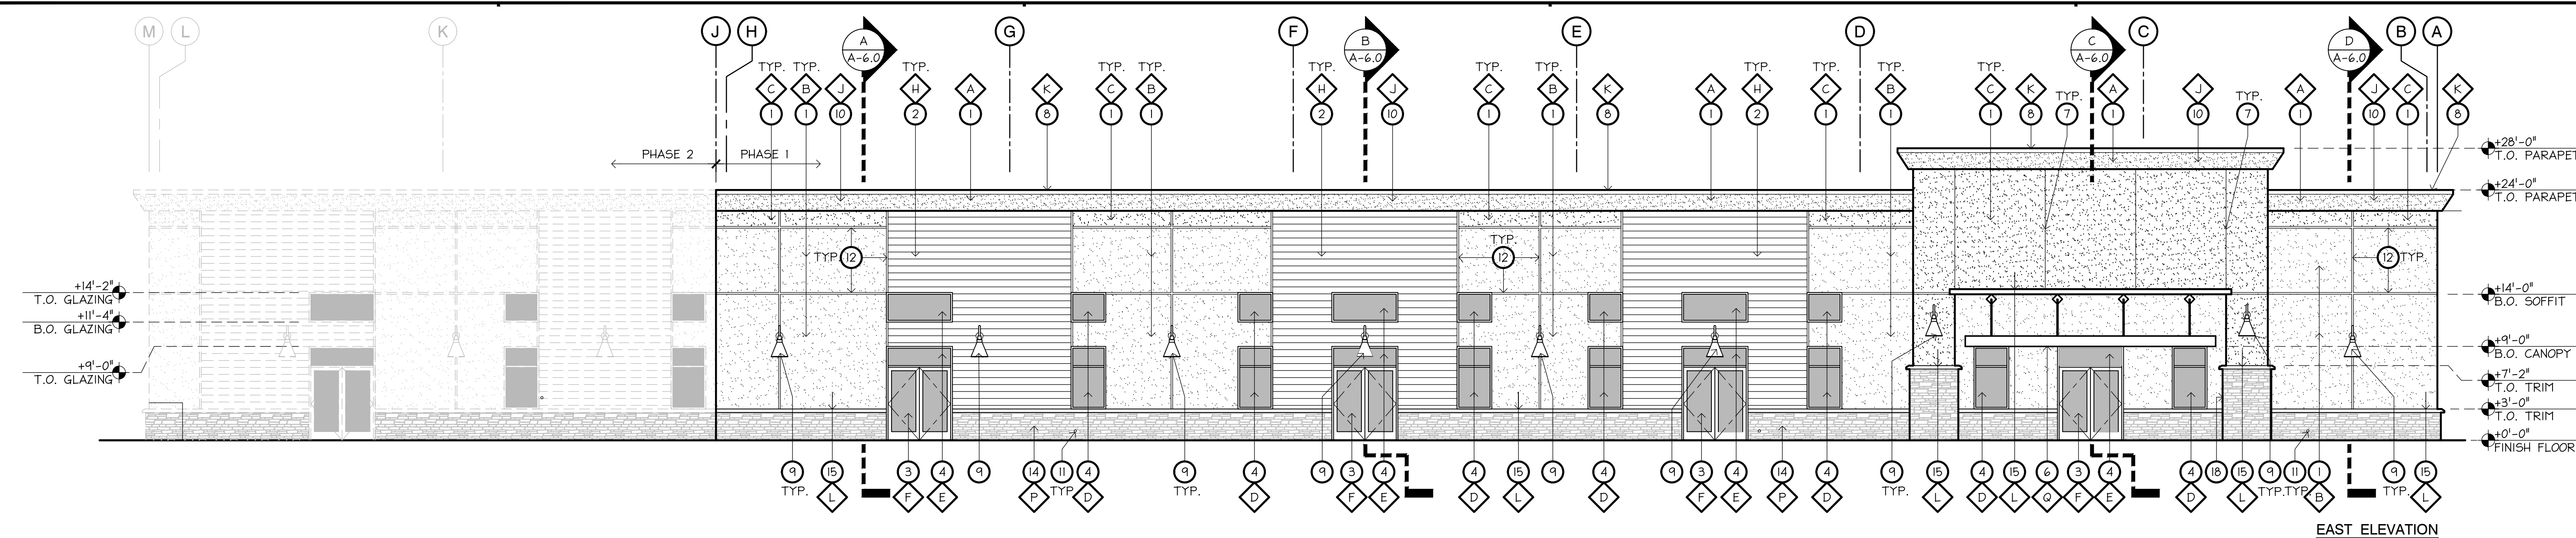 M L K J H G F E D C B A
A
A-6.0
B
A-6.0
C
A-6.0
D
A-6.0
TYP. TYP. TYP. TYP. TYP. TYP. TYP. TYP. TYP. TYP. TYP. TYP. TYP. TYP.
C B J H A K C B H J C B K A H C B C K A J A J C K
TYP. TYP.
1 1 10 2 1 8 1 1 2 10 1 1 8 1 2 1 1 1 8 7 1 10 7 1 10 1 8
PHASE 2 PHASE 1
+28'-0"
T.O. PARAPET
+24'-0"
T.O. PARAPET
TYP. 12
TYP.
12
12 TYP.
+14'-2"
T.O. GLAZING
+11'-4"
B.O. GLAZING
+9'-0"
T.O. GLAZING
+14'-0"
B.O. SOFFIT
+9'-0"
B.O. CANOPY
+7'-2"
T.O. TRIM
+3'-0"
T.O. TRIM
+0'-0"
FINISH FLOOR
9 15 3 4 9 14 11 4 9 4 9 3 4 4 15 9 4 9 3 4 14 4 9 15 4 15 6 3 4 4 18 15 9 11 1 9 15
TYP. L F E P TYP. D TYP. D F E D L D F E P D TYP. L D L Q F E D L TYP. TYP. B TYP. L
EAST ELEVATION